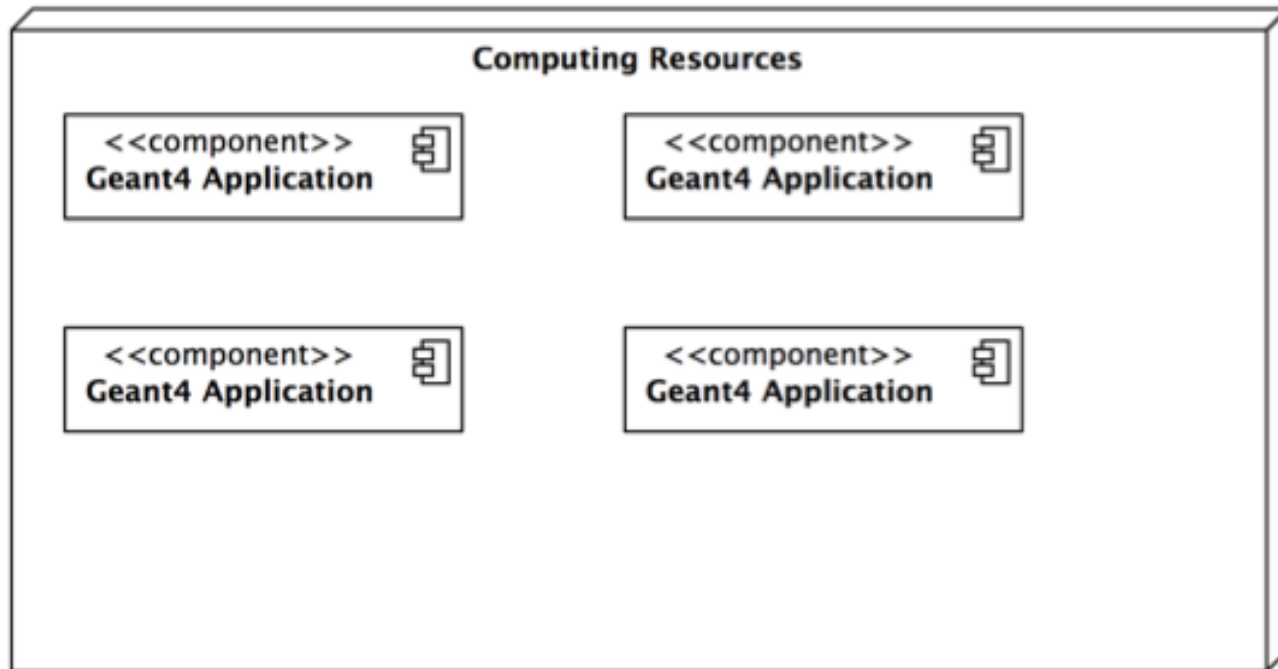 Computing Resources
<<component>>
Geant4 Application
<<component>>
Geant4 Application
<<component>>
Geant4 Application
<<component>>
Geant4 Application